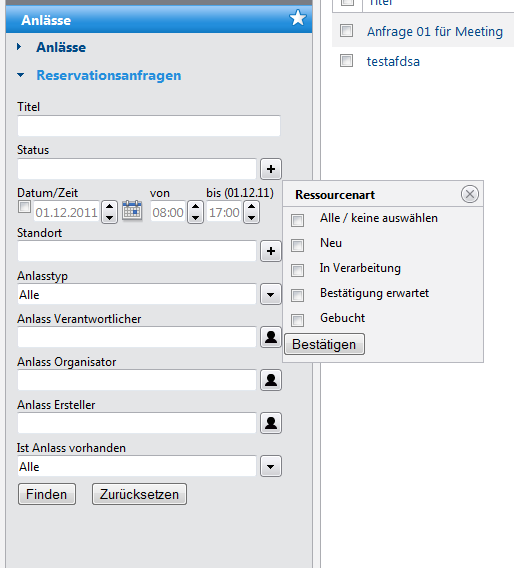 Anlässe
Anlässe
Reservationsanfragen
Titel
Status
Datum/Zeit von bis (01.12.11)
01.12.2011 08:00 17:00
Standort
Anlasstyp
Alle
Anlass Verantwortlicher
Anlass Organisator
Anlass Ersteller
Ist Anlass vorhanden
Alle
Finden Zurücksetzen
Ressourcenart
Alle / keine auswählen
Neu
In Verarbeitung
Bestätigung erwartet
Gebucht
Bestätigen
Titel
Anfrage 01 für Meeting
testafdsa